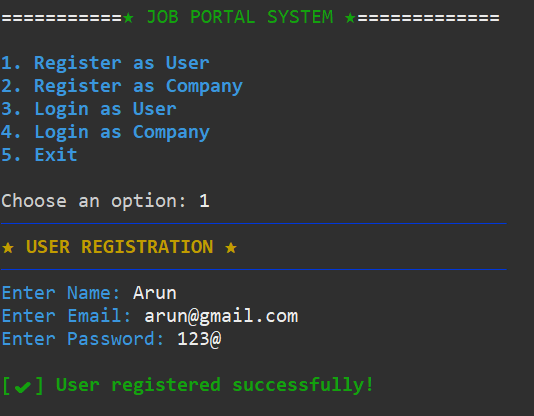 ===========★ JOB PORTAL SYSTEM ★=============
1. Register as User
2. Register as Company
3. Login as User
4. Login as Company
5. Exit
Choose an option: 1
★ USER REGISTRATION ★
Enter Name: Arun
Enter Email: arun@gmail.com
Enter Password: 123@
[✔] User registered successfully!